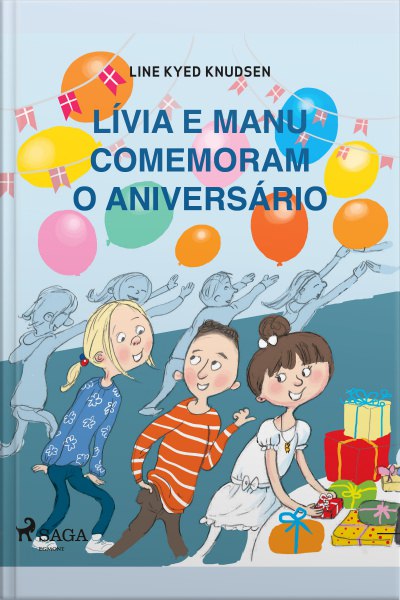 LINE KYED KNUDSEN
LÍVIA E MANU
COMEMORAM
O ANIVERSÁRIO
SAGA
EGMONT